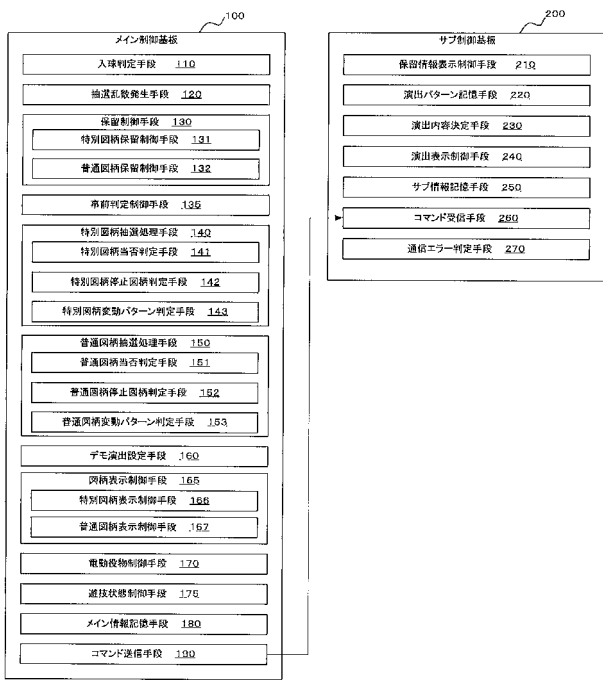 100
メイン制御基板
入球判定手段 110
抽選乱数発生手段 120
保留制御手段 130
特別図柄保留制御手段 131
普通図柄保留制御手段 132
事前判定制御手段 135
特別図柄抽選処理手段 140
特別図柄当否判定手段 141
特別図柄停止図柄判定手段 142
特別図柄変動パターン判定手段 143
普通図柄抽選処理手段 150
普通図柄当否判定手段 151
普通図柄停止図柄判定手段 152
普通図柄変動パターン判定手段 153
デモ演出設定手段 160
図柄表示制御手段 165
特別図柄表示制御手段 166
普通図柄表示制御手段 167
電動役物制御手段 170
遊技状態制御手段 175
メイン情報記憶手段 180
コマンド送信手段 190
200
サブ制御基板
保留情報表示制御手段 210
演出パターン記憶手段 220
演出内容決定手段 230
演出表示制御手段 240
サブ情報記憶手段 250
コマンド受信手段 260
通信エラー判定手段 270